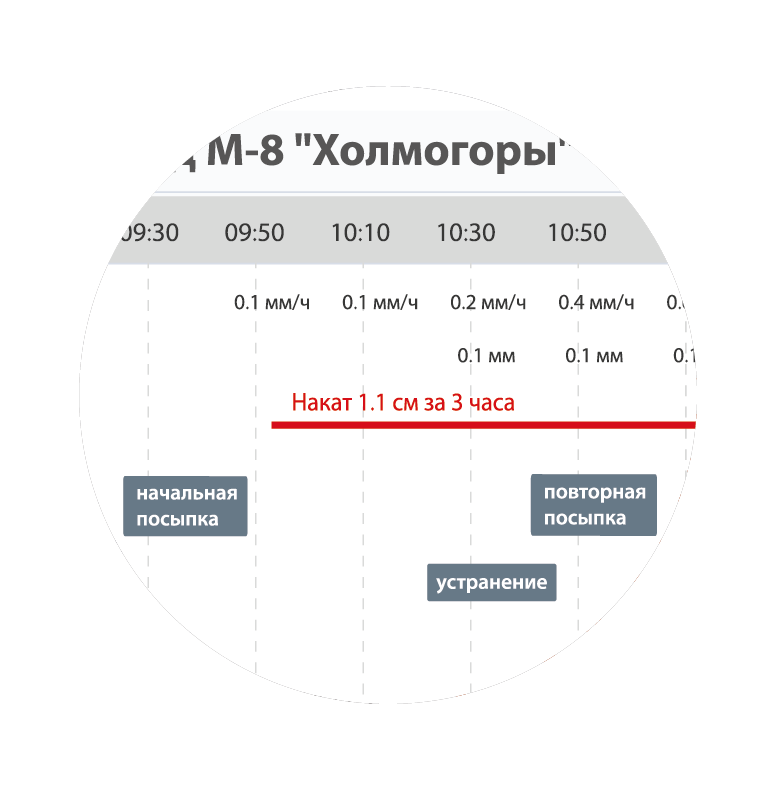 М-8 "Холмогоры"
09:30 09:50 10:10 10:30 10:50
0.1 мм/ч 0.1 мм/ч 0.2 мм/ч 0.4 мм/ч
0.1 мм 0.1 мм
Накат 1.1 см за 3 часа
начальная
посыпка
повторная
посыпка
устранение